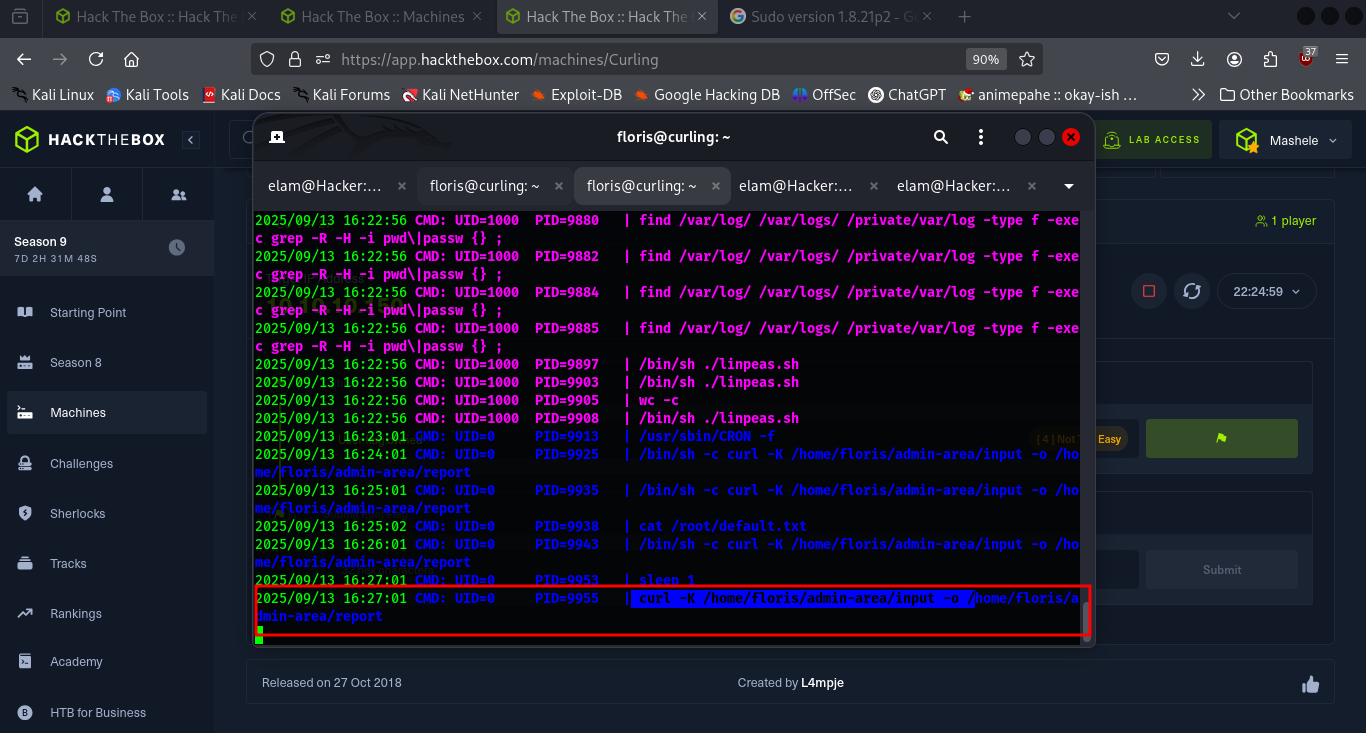 Hack The Box :: Hack The
Hack The Box :: Machines
Hack The Box :: Hack The
Sudo version 1.8.21p2 - Go
https://app.hackthebox.com/machines/Curling
90%
37
Kali Linux
Kali Tools
Kali Docs
Kali Forums
Kali NetHunter
Exploit-DB
Google Hacking DB
OffSec
ChatGPT
animepahe :: okay-ish ...
Other Bookmarks
HACKTHEBOX
LAB ACCESS
Mashele
floris@curling: ~
elam@Hacker:...
floris@curling: ~
floris@curling: ~
elam@Hacker:...
elam@Hacker:...
Season 9
7D 2H 31M 48S
Starting Point
Season 8
Machines
Challenges
Sherlocks
Tracks
Rankings
Academy
HTB for Business
2025/09/13 16:22:56 CMD: UID=1000 PID=9880 | find /var/log/ /var/logs/ /private/var/log -type f -exe
c grep -R -H -i pwd\|passw {} ;
2025/09/13 16:22:56 CMD: UID=1000 PID=9882 | find /var/log/ /var/logs/ /private/var/log -type f -exe
c grep -R -H -i pwd\|passw {} ;
2025/09/13 16:22:56 CMD: UID=1000 PID=9884 | find /var/log/ /var/logs/ /private/var/log -type f -exe
c grep -R -H -i pwd\|passw {} ;
2025/09/13 16:22:56 CMD: UID=1000 PID=9885 | find /var/log/ /var/logs/ /private/var/log -type f -exe
c grep -R -H -i pwd\|passw {} ;
2025/09/13 16:22:56 CMD: UID=1000 PID=9897 | /bin/sh ./linpeas.sh
2025/09/13 16:22:56 CMD: UID=1000 PID=9903 | /bin/sh ./linpeas.sh
2025/09/13 16:22:56 CMD: UID=1000 PID=9905 | wc -c
2025/09/13 16:22:56 CMD: UID=1000 PID=9908 | /bin/sh ./linpeas.sh
2025/09/13 16:23:01 CMD: UID=0 PID=9913 | /usr/sbin/CRON -f
2025/09/13 16:24:01 CMD: UID=0 PID=9925 | /bin/sh -c curl -K /home/floris/admin-area/input -o /ho
me/floris/admin-area/report
2025/09/13 16:25:01 CMD: UID=0 PID=9935 | /bin/sh -c curl -K /home/floris/admin-area/input -o /ho
me/floris/admin-area/report
2025/09/13 16:25:02 CMD: UID=0 PID=9938 | cat /root/default.txt
2025/09/13 16:26:01 CMD: UID=0 PID=9943 | /bin/sh -c curl -K /home/floris/admin-area/input -o /ho
me/floris/admin-area/report
2025/09/13 16:27:01 CMD: UID=0 PID=9953 | sleep 1
2025/09/13 16:27:01 CMD: UID=0 PID=9955 | curl -K /home/floris/admin-area/input -o /home/floris/a
dmin-area/report
1 player
22:24:59
[ 4 ] Not
Easy
Submit
Released on 27 Oct 2018
Created by L4mpje